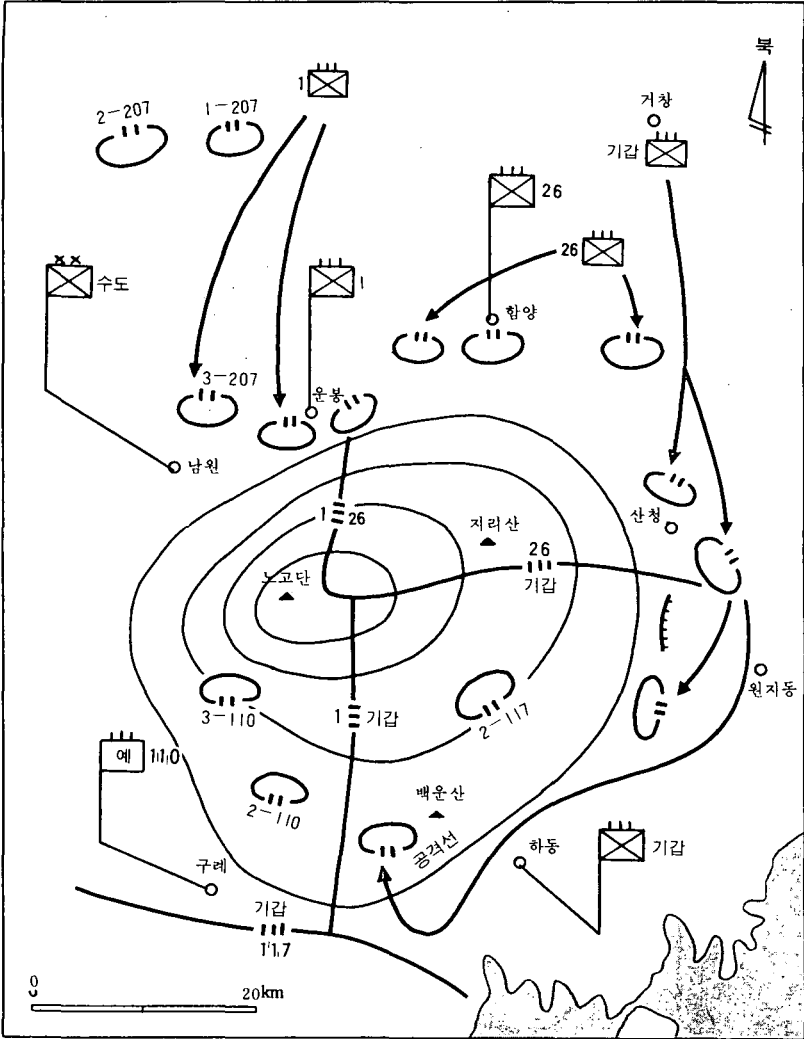 북
1
2-207
1-207
거창
기갑
26
26
수도
1
함양
3-207
운봉
남원
1
26
지리산
산청
26
기갑
노고단
원지동
3-110
1
기갑
2-117
예
110
백운산
2-110
공격선
하동
기갑
구례
기갑
117
0
20km